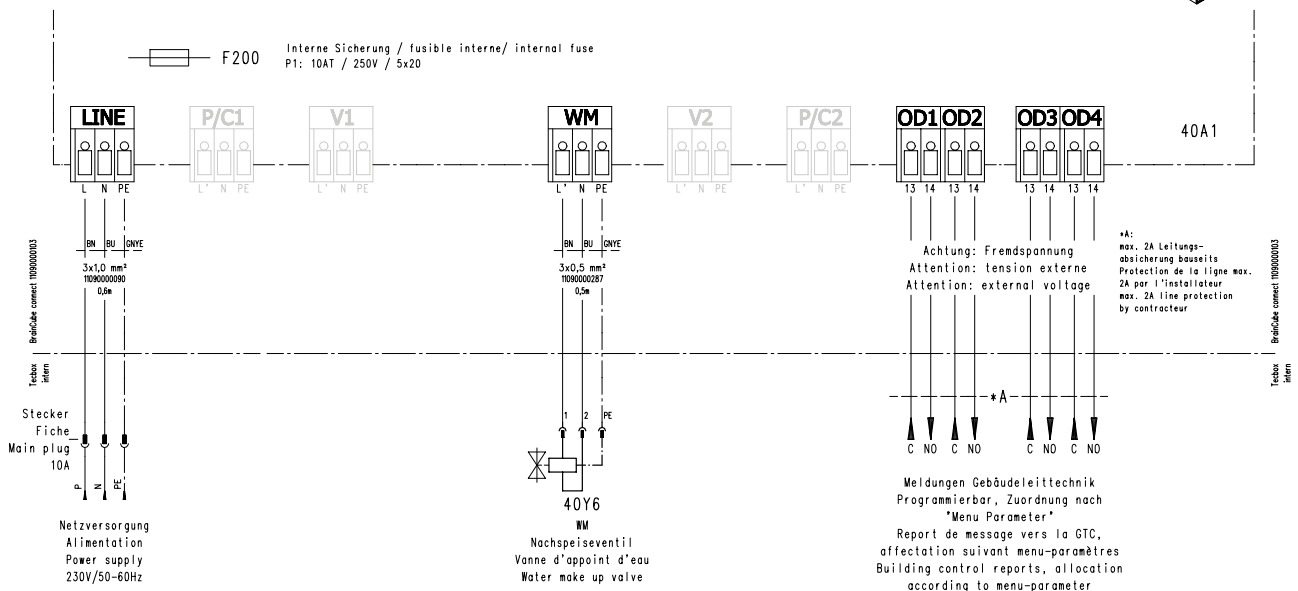 F200
Interne Sicherung / fusible interne/ internal fuse
P1: 10AT / 250V / 5x20
LINE
P/C1
V1
WM
V2
P/C2
OD1 OD2
OD3 OD4
40A1
L N PE
L' N PE
L' N PE
L' N PE
L' N PE
L' N PE
13 14 13 14
13 14 13 14
BN BU GNYE
3x1,0 mm²
11090000090
0,6m
BN BU GNYE
3x0,5 mm²
11090000287
0,5m
Achtung: Fremdspannung
Attention: tension externe
Attention: external voltage
*A:
max. 2A Leitungs-
absicherung bauseits
Protection de la ligne max.
2A par l'installateur
max. 2A line protection
by contracteur
BrainCube connect 11090000103
Tecbox
intern
BrainCube connect 11090000103
Tecbox
intern
*A
Stecker
Fiche
Main plug
10A
P N PE
Netzversorgung
Alimentation
Power supply
230V/50-60Hz
1 2 PE
40Y6
WM
Nachspeiseventil
Vanne d'appoint d'eau
Water make up valve
C NO C NO
C NO C NO
Meldungen Gebäudeleittechnik
Programmierbar, Zuordnung nach
"Menu Parameter"
Report de message vers la GTC,
affectation suivant menu-paramètres
Building control reports, allocation
according to menu-parameter